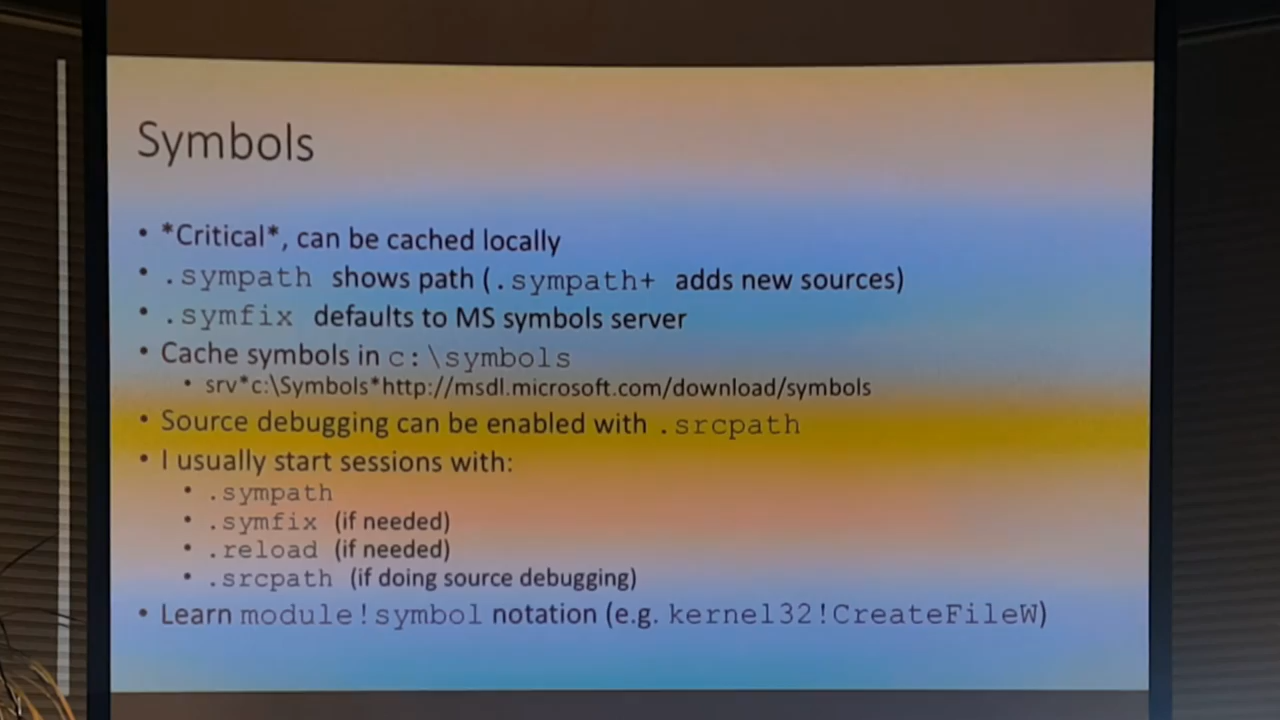 Symbols
• *Critical*, can be cached locally
• .sympath shows path (.sympath+ adds new sources)
• .symfix defaults to MS symbols server
• Cache symbols in c:\symbols
• srv*c:\Symbols*http://msdl.microsoft.com/download/symbols
• Source debugging can be enabled with .srcpath
• I usually start sessions with:
• .sympath
• .symfix (if needed)
• .reload (if needed)
• .srcpath (if doing source debugging)
• Learn module!symbol notation (e.g. kernel32!CreateFileW)